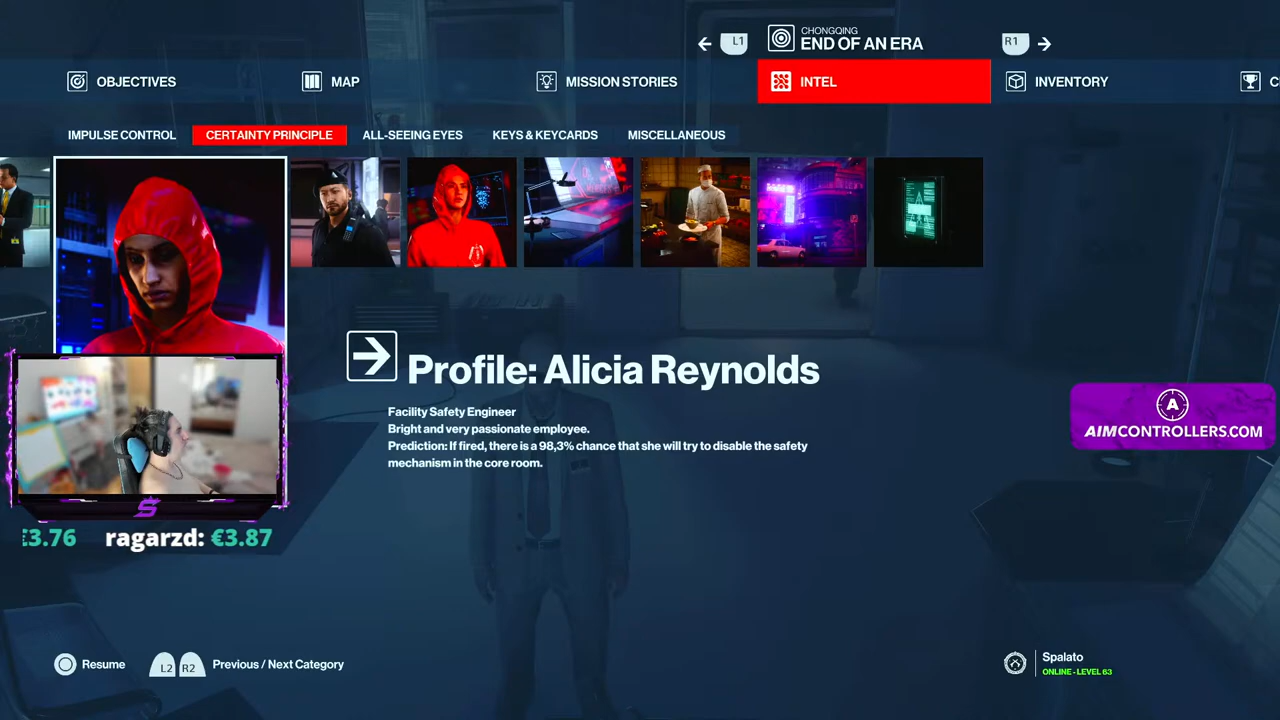 L1
CHONGQING
END OF AN ERA
R1
OBJECTIVES
MAP
MISSION STORIES
INTEL
INVENTORY
C
IMPULSE CONTROL
CERTAINTY PRINCIPLE
ALL-SEEING EYES
KEYS & KEYCARDS
MISCELLANEOUS
Profile: Alicia Reynolds
Facility Safety Engineer
Bright and very passionate employee.
Prediction: If fired, there is a 98,3% chance that she will try to disable the safety
mechanism in the core room.
A
AIMCONTROLLERS.COM
S
€3.76 ragarzd: €3.87
Resume
L2 R2 Previous / Next Category
Spalato
ONLINE - LEVEL 63